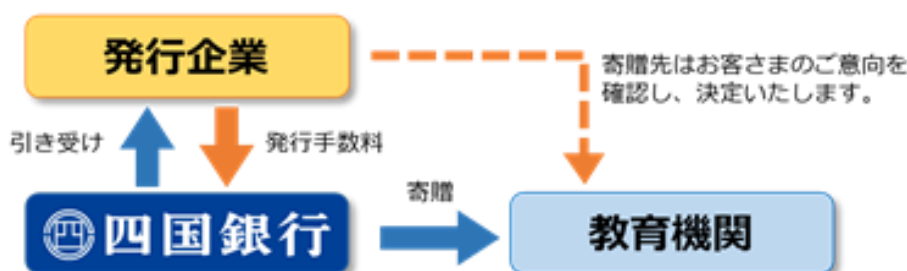 発行企業
寄贈先はお客さまのご意向を
確認し、決定いたします。
引き受け
発行手数料
寄贈
四国銀行
教育機関